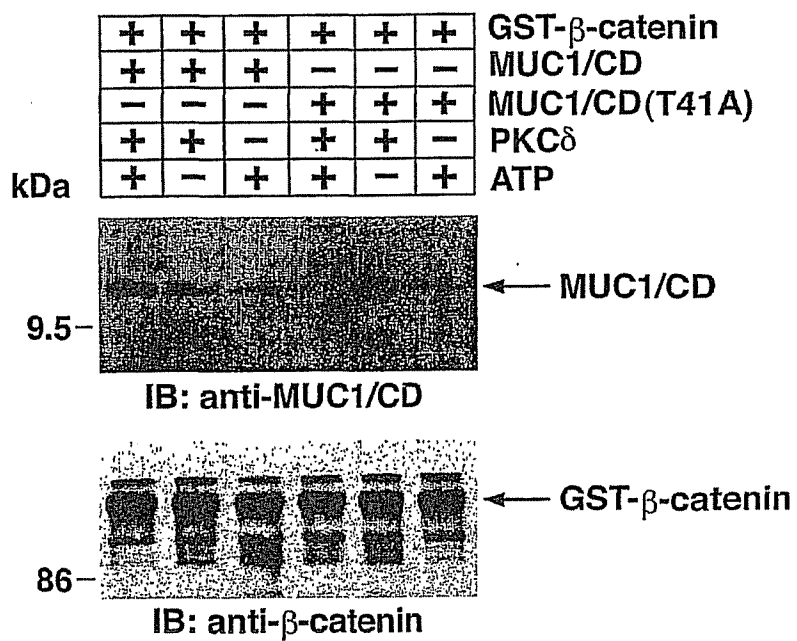 + + + + + + GST-β-catenin
+ + + − − − MUC1/CD
− − − + + + MUC1/CD(T41A)
+ + − + + − PKCδ
+ − + + − + ATP
kDa
MUC1/CD
9.5
IB: anti-MUC1/CD
GST-β-catenin
86
IB: anti-β-catenin